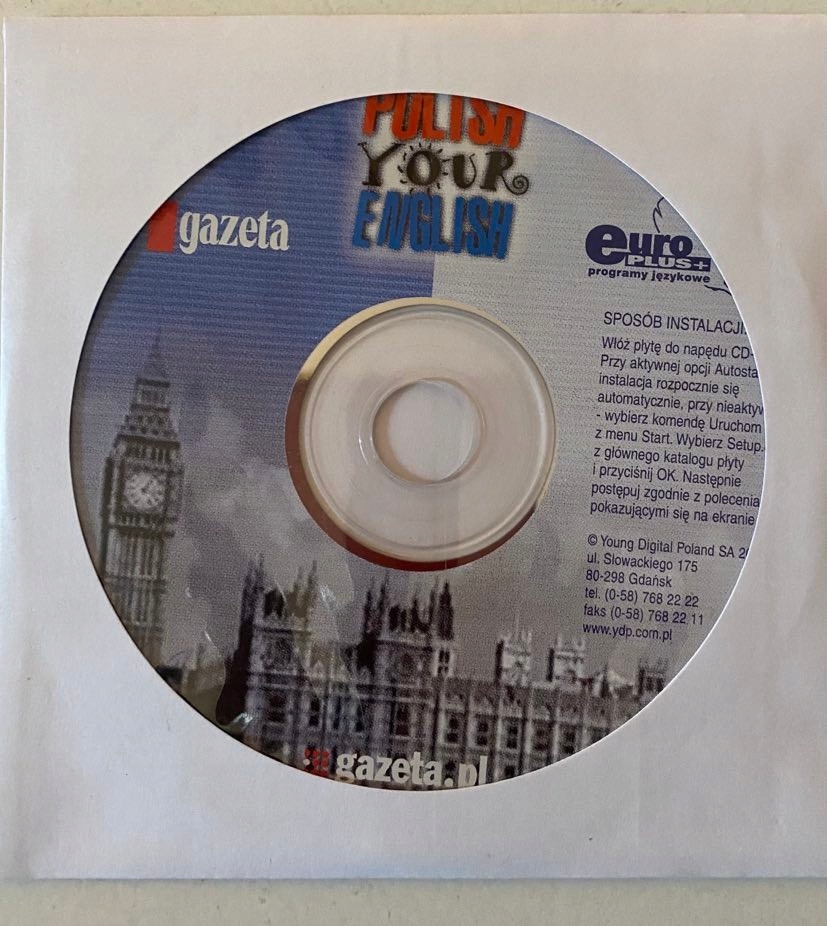 POLISH
YOUR
ENGLISH
gazeta
euro
PLUS+
programy językowe
SPOSÓB INSTALACJI:
Włóż płytę do napędu CD-
Przy aktywnej opcji Autosta
instalacja rozpocznie się
automatycznie, przy nieaktyw
- wybierz komendę Uruchom
z menu Start. Wybierz Setup.
z głównego katalogu płyty
i przyciśnij OK. Następnie
postępuj zgodnie z polecenia
pokazującymi się na ekranie
© Young Digital Poland SA 2
ul. Słowackiego 175
80-298 Gdańsk
tel. (0-58) 768 22 22
faks (0-58) 768 22 11
www.ydp.com.pl
gazeta.pl